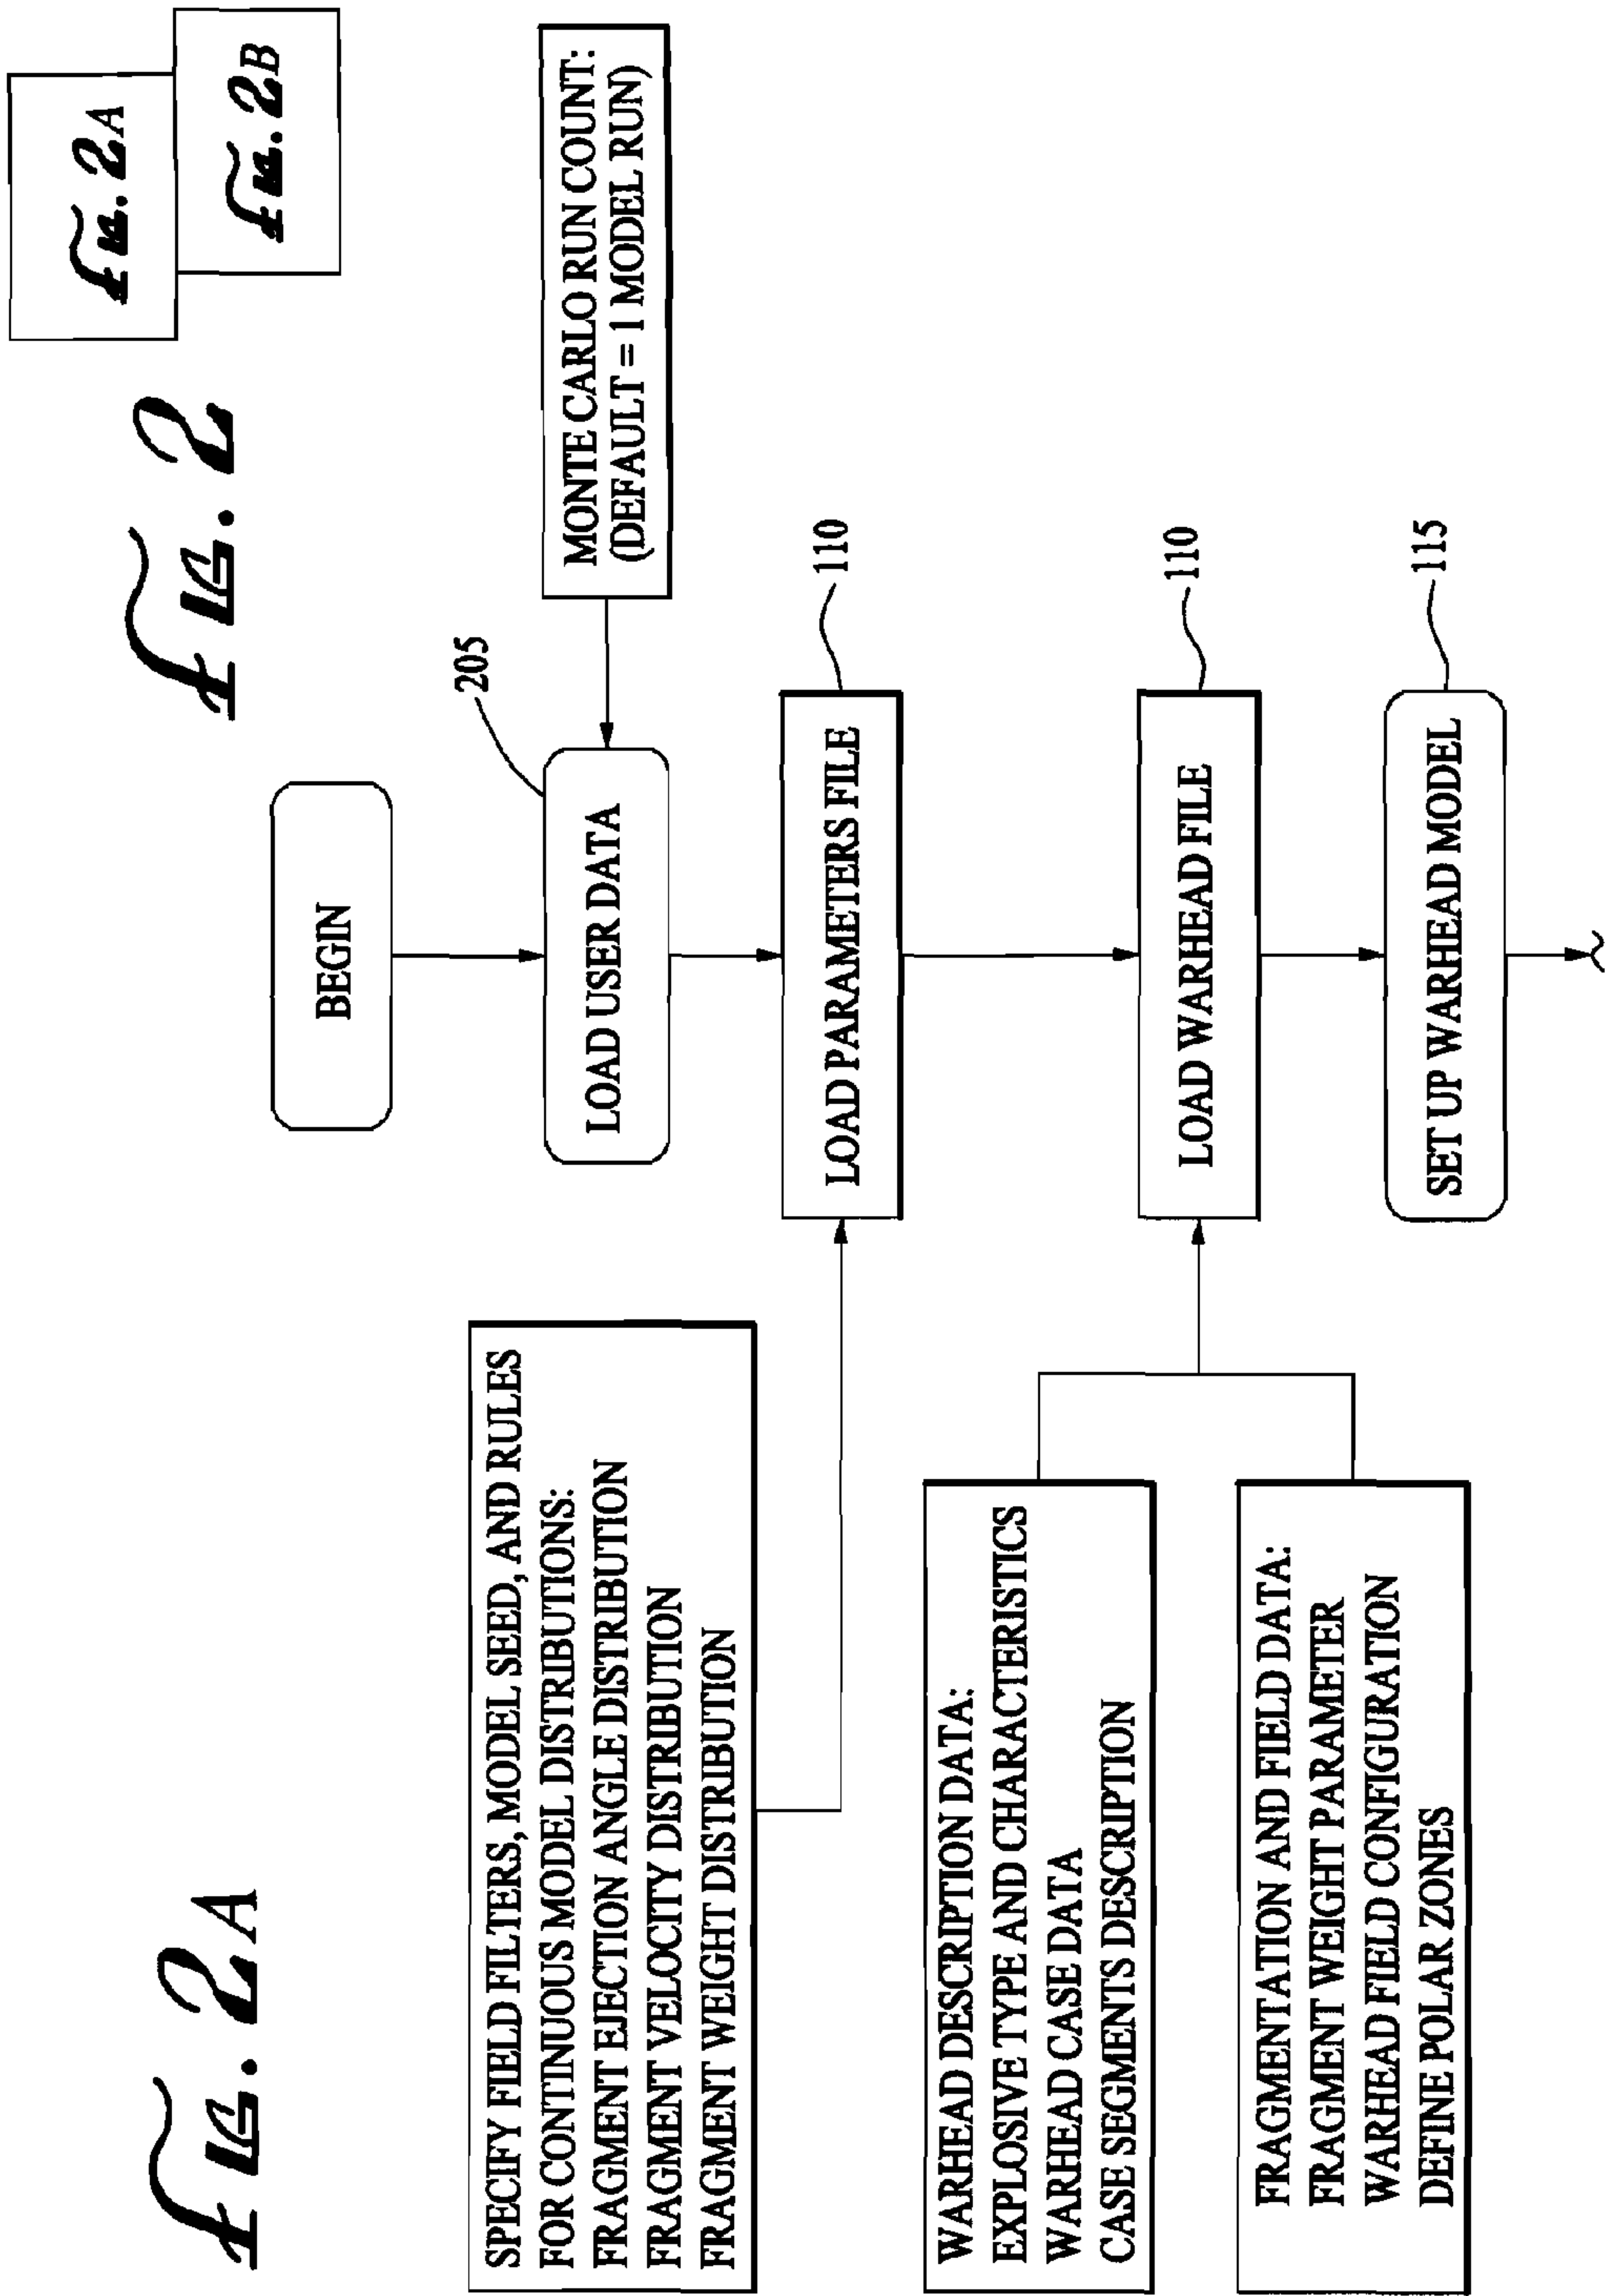 FIG. 2A
FIG. 2
FIG. 2A
FIG. 2B
BEGIN
205
LOAD USER DATA
MONTE CARLO RUN COUNT:
(DEFAULT = 1 MODEL RUN)
SPECIFY FIELD FILTERS, MODEL SEED, AND RULES
FOR CONTINUOUS MODEL DISTRIBUTIONS:
FRAGMENT EJECTION ANGLE DISTRIBUTION
FRAGMENT VELOCITY DISTRIBUTION
FRAGMENT WEIGHT DISTRIBUTION
LOAD PARAMETERS FILE
110
WARHEAD DESCRIPTION DATA:
EXPLOSIVE TYPE AND CHARACTERISTICS
WARHEAD CASE DATA
CASE SEGMENTS DESCRIPTION
FRAGMENTATION AND FIELD DATA:
FRAGMENT WEIGHT PARAMETER
WARHEAD FIELD CONFIGURATION
DEFINE POLAR ZONES
LOAD WARHEAD FILE
110
SET UP WARHEAD MODEL
115